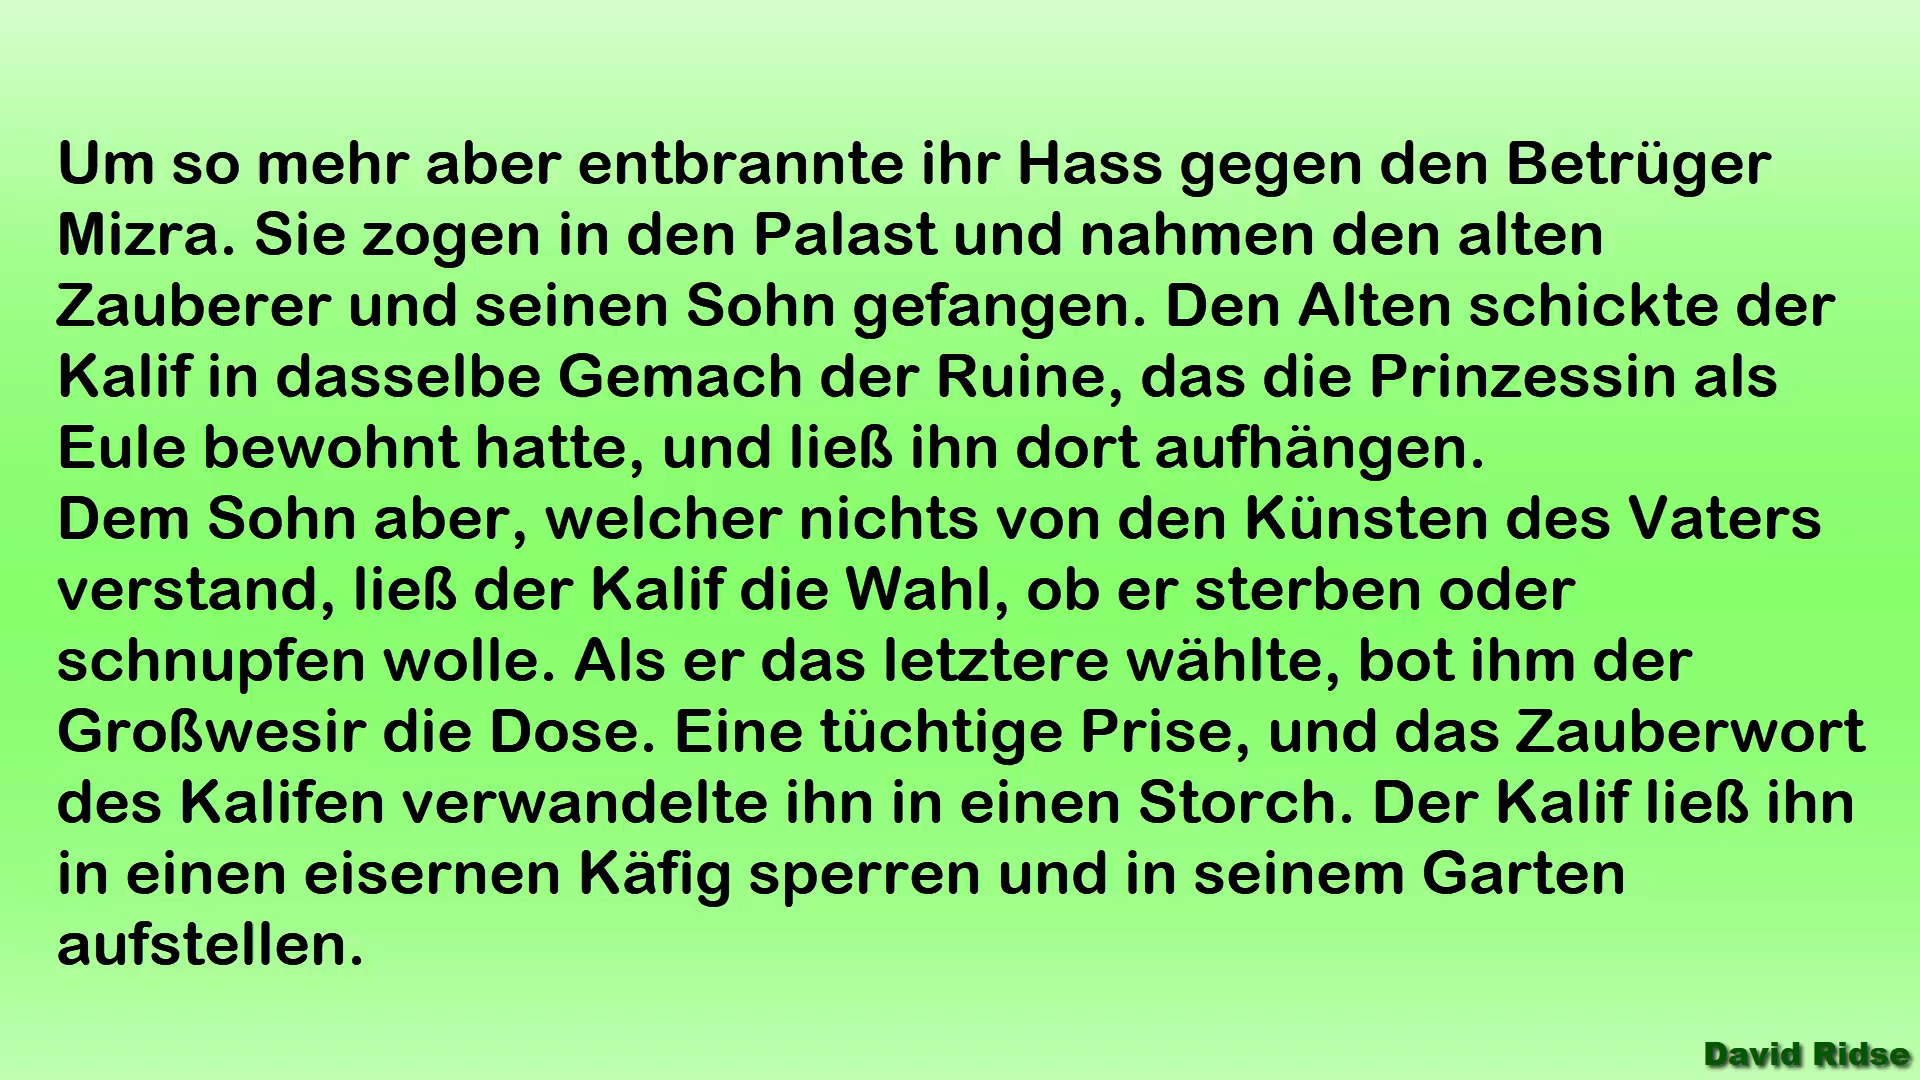 Um so mehr aber entbrannte ihr Hass gegen den Betrüger
Mizra. Sie zogen in den Palast und nahmen den alten
Zauberer und seinen Sohn gefangen. Den Alten schickte der
Kalif in dasselbe Gemach der Ruine, das die Prinzessin als
Eule bewohnt hatte, und ließ ihn dort aufhängen.
Dem Sohn aber, welcher nichts von den Künsten des Vaters
verstand, ließ der Kalif die Wahl, ob er sterben oder
schnupfen wolle. Als er das letztere wählte, bot ihm der
Großwesir die Dose. Eine tüchtige Prise, und das Zauberwort
des Kalifen verwandelte ihn in einen Storch. Der Kalif ließ ihn
in einen eisernen Käfig sperren und in seinem Garten
aufstellen.
David Ridse